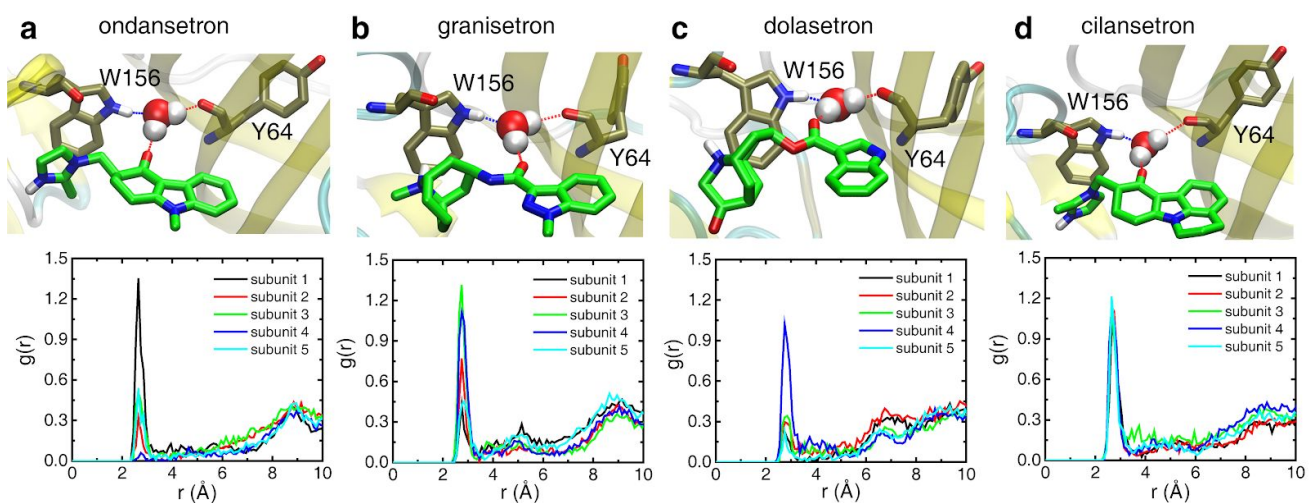 a ondansetron
W156
Y64
1.5
1.2
0.9
0.6
0.3
0.0
g(r)
subunit 1
subunit 2
subunit 3
subunit 4
subunit 5
0 2 4 6 8 10
r (Å)
b granisetron
W156
Y64
1.5
1.2
0.9
0.6
0.3
0.0
g(r)
subunit 1
subunit 2
subunit 3
subunit 4
subunit 5
0 2 4 6 8 10
r (Å)
c dolasetron
W156
Y64
1.5
1.2
0.9
0.6
0.3
0.0
g(r)
subunit 1
subunit 2
subunit 3
subunit 4
subunit 5
0 2 4 6 8 10
r (Å)
d cilansetron
W156
Y64
1.5
1.2
0.9
0.6
0.3
0.0
g(r)
subunit 1
subunit 2
subunit 3
subunit 4
subunit 5
0 2 4 6 8 10
r (Å)